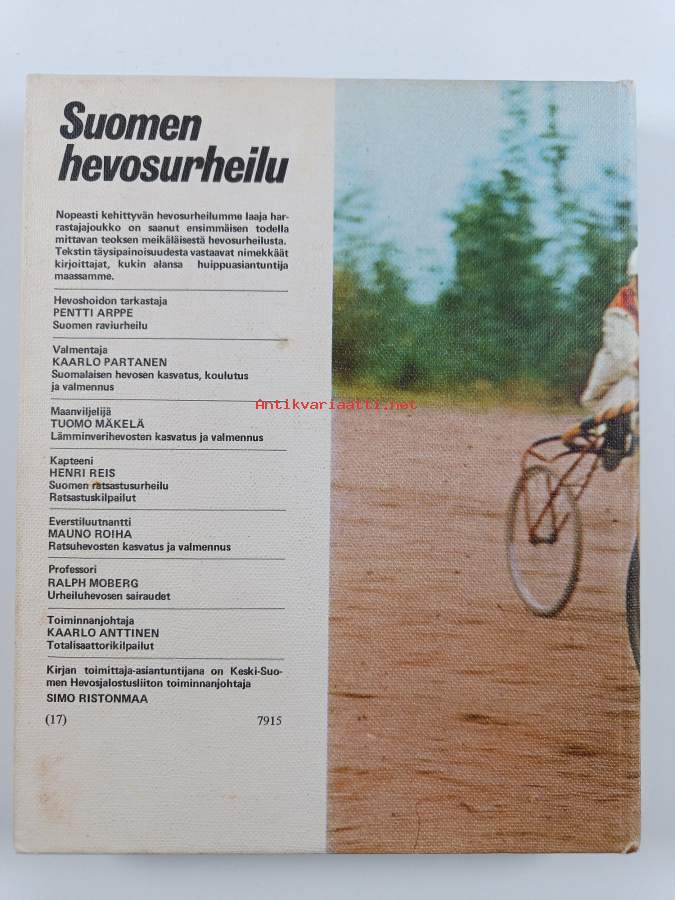 Suomen
hevosurheilu
Nopeasti kehittyvän hevosurheilumme laaja har-
rastajajoukko on saanut ensimmäisen todella
mittavan teoksen meikäläisestä hevosurheilusta.
Tekstin täysipainoisuudesta vastaavat nimekkäät
kirjoittajat, kukin alansa huippuasiantuntija
maassamme.
Hevoshoidon tarkastaja
PENTTI ARPPE
Suomen raviurheilu
Valmentaja
KAARLO PARTANEN
Suomalaisen hevosen kasvatus, koulutus
ja valmennus
Antikvariaatti.net
Maanviljelijä
TUOMO MÄKELÄ
Lämminverihevosten kasvatus ja valmennus
Kapteeni
HENRI REIS
Suomen ratsastusurheilu
Ratsastuskilpailut
Everstiluutnantti
MAUNO ROIHA
Ratsuhevosten kasvatus ja valmennus
Professori
RALPH MOBERG
Urheiluhevosen sairaudet
Toiminnanjohtaja
KAARLO ANTTINEN
Totalisaattorikilpailut
Kirjan toimittaja-asiantuntijana on Keski-Suo-
men Hevosjalostusliiton toiminnanjohtaja
SIMO RISTONMAA
(17) 7915